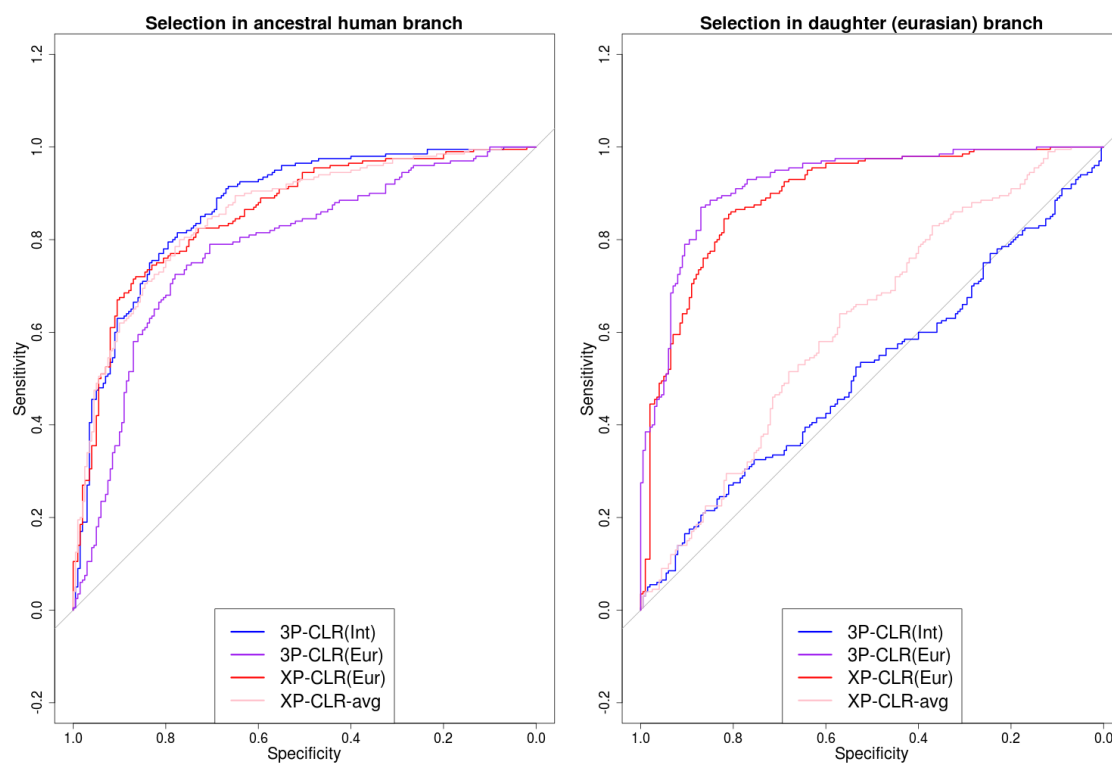 Selection in ancestral human branch
Sensitivity
1.2
1.0
0.8
0.6
0.4
0.2
0.0
-0.2
3P-CLR(Int)
3P-CLR(Eur)
XP-CLR(Eur)
XP-CLR-avg
1.0 0.8 0.6 0.4 0.2 0.0
Specificity
Selection in daughter (eurasian) branch
Sensitivity
1.2
1.0
0.8
0.6
0.4
0.2
0.0
-0.2
3P-CLR(Int)
3P-CLR(Eur)
XP-CLR(Eur)
XP-CLR-avg
1.0 0.8 0.6 0.4 0.2 0.0
Specificity